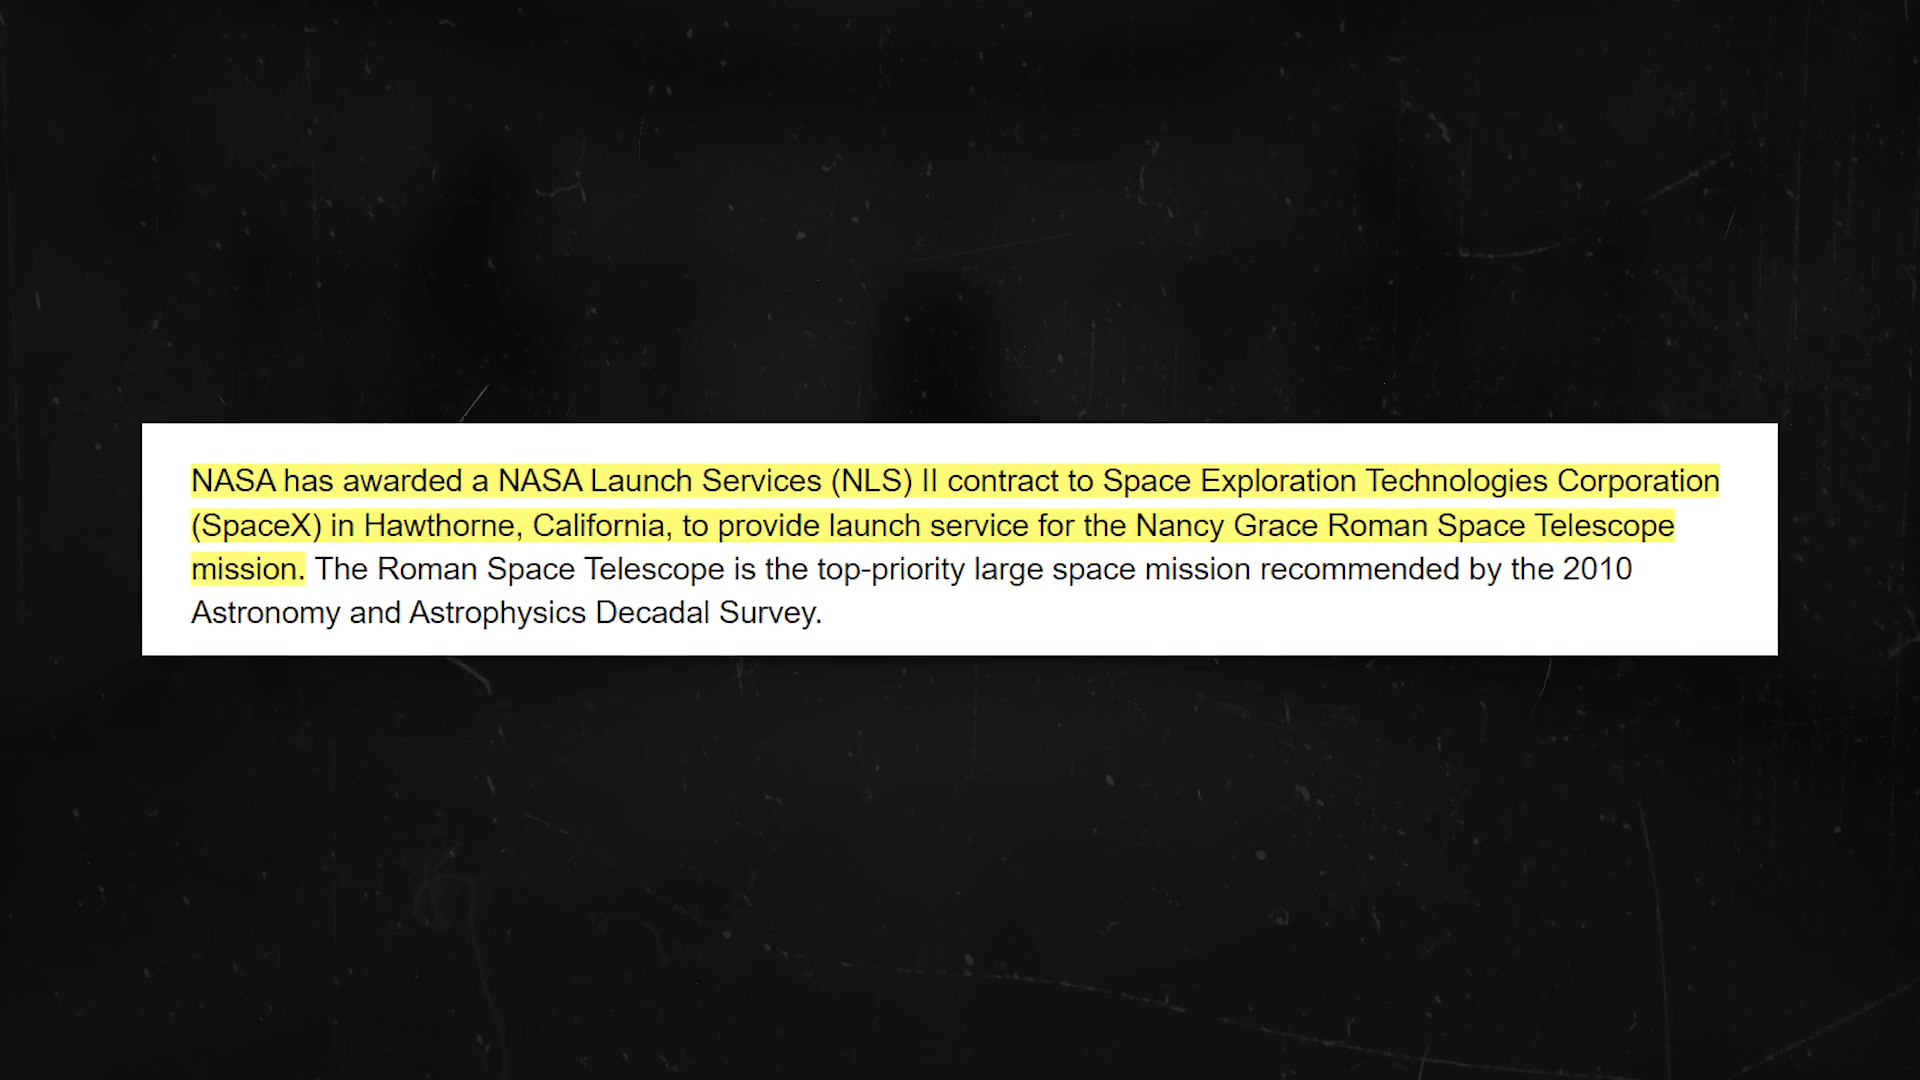 NASA has awarded a NASA Launch Services (NLS) II contract to Space Exploration Technologies Corporation
(SpaceX) in Hawthorne, California, to provide launch service for the Nancy Grace Roman Space Telescope
mission. The Roman Space Telescope is the top-priority large space mission recommended by the 2010
Astronomy and Astrophysics Decadal Survey.